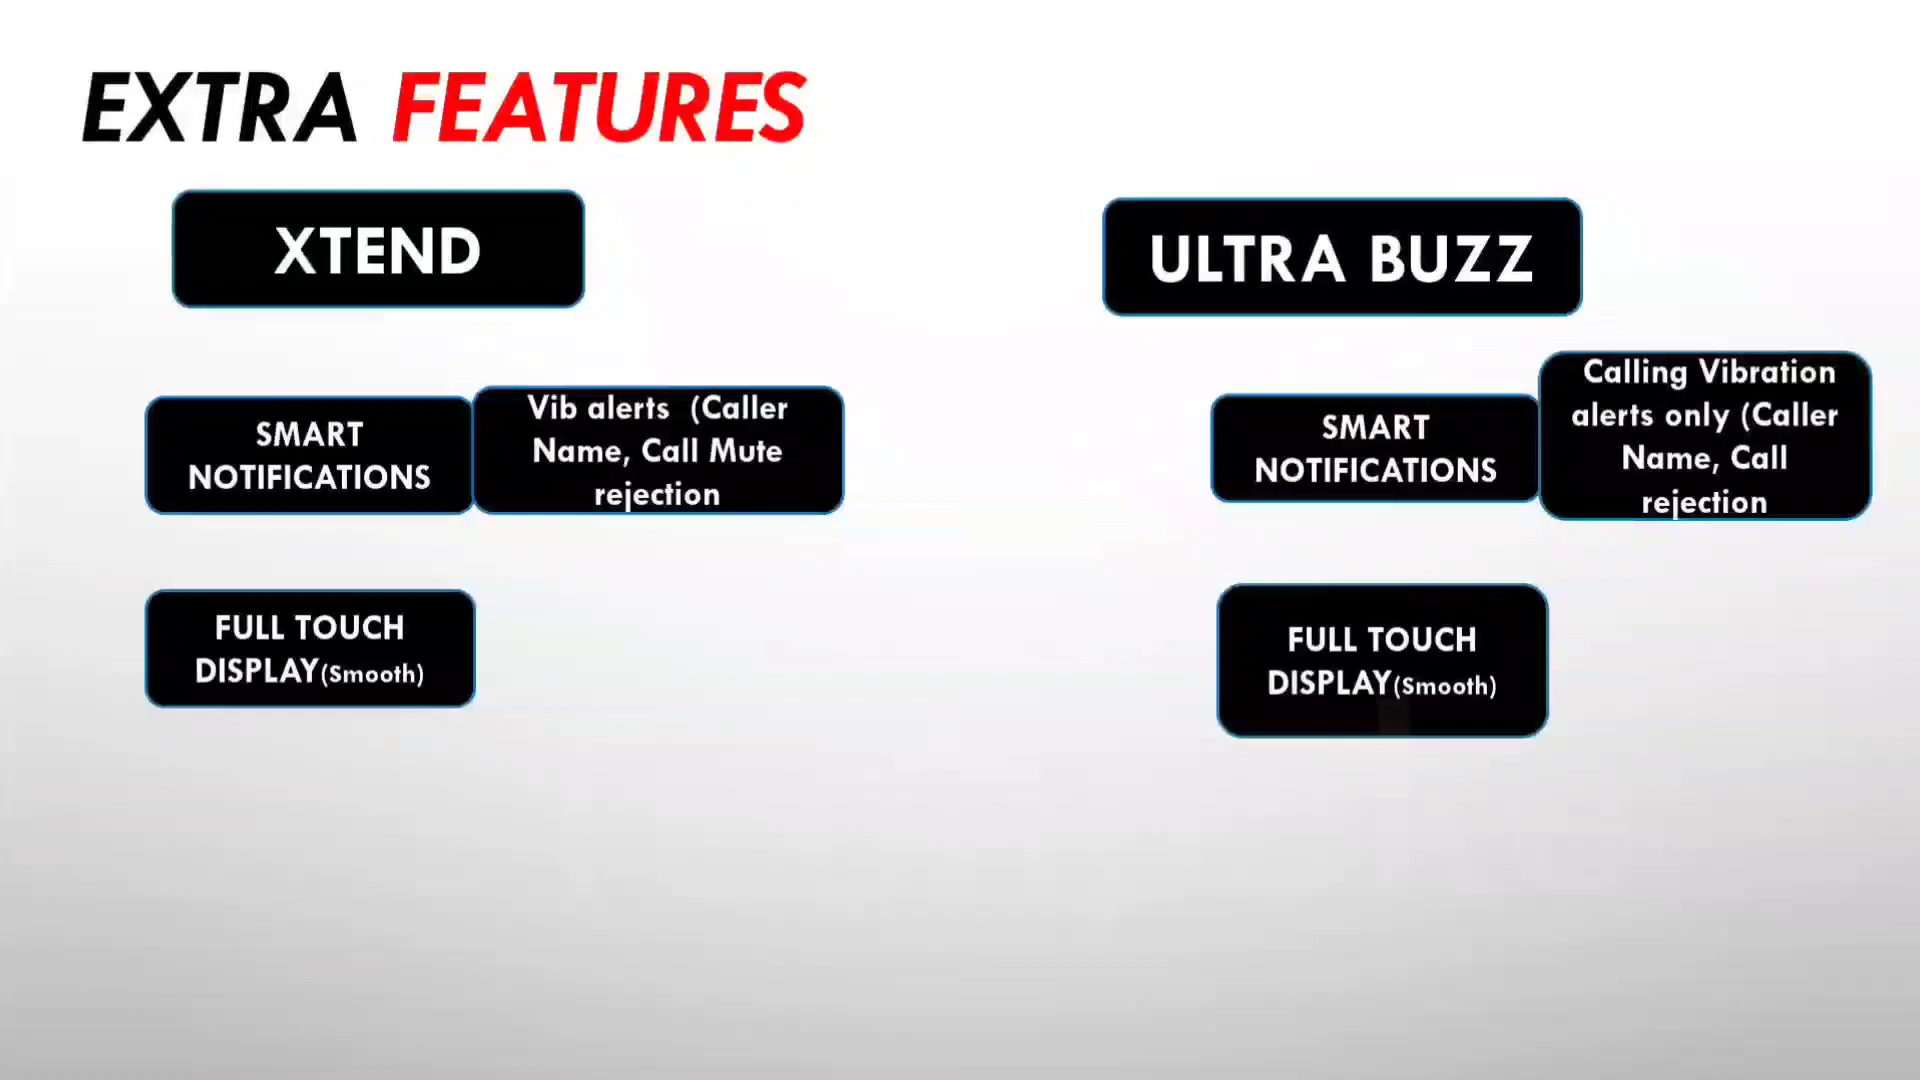 EXTRA FEATURES
XTEND
SMART
NOTIFICATIONS
Vib alerts (Caller
Name, Call Mute
rejection
FULL TOUCH
DISPLAY(Smooth)
ULTRA BUZZ
SMART
NOTIFICATIONS
Calling Vibration
alerts only (Caller
Name, Call
rejection
FULL TOUCH
DISPLAY(Smooth)